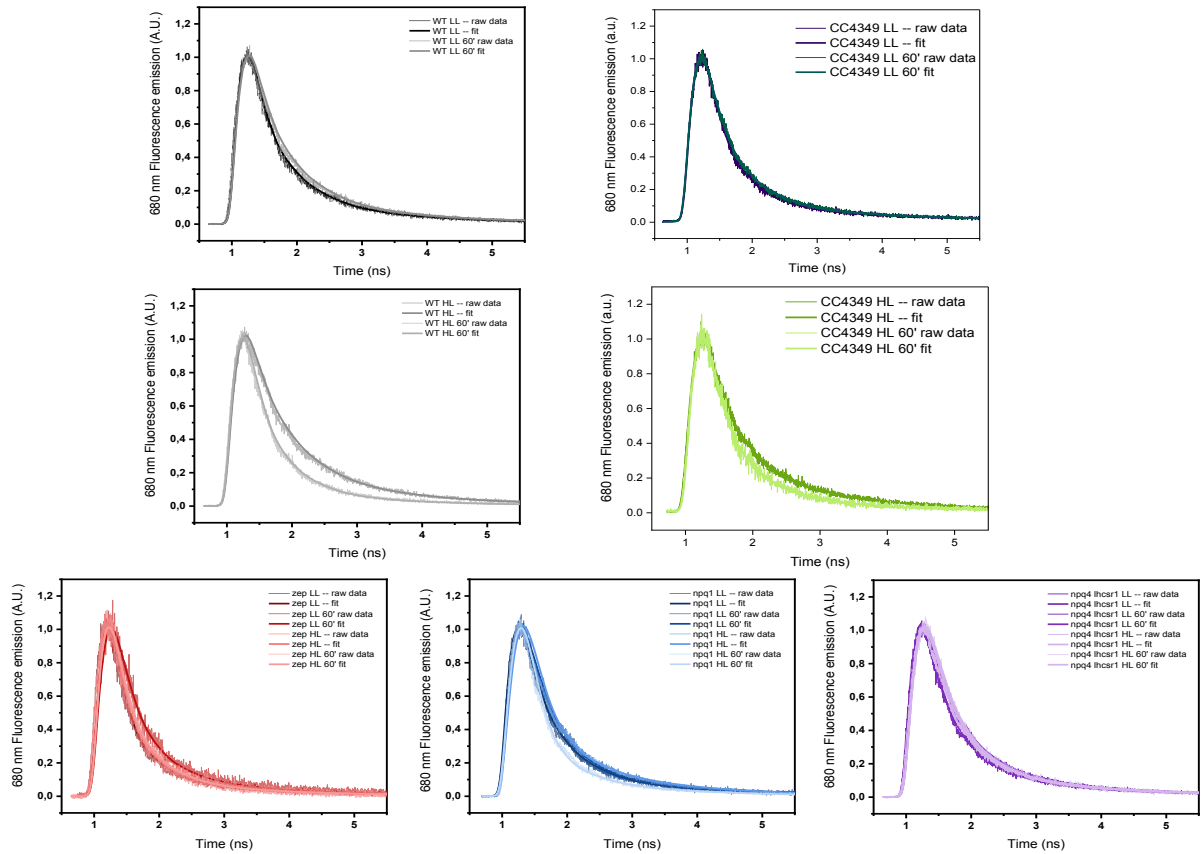 680 nm Fluorescence emission (A.U.)
1,0
0,8
0,6
0,4
0,2
0,0
1 2 3 4 5
Time (ns)
WT LL -- raw data
WT LL -- fit
WT LL 60' raw data
WT LL 60' fit
680 nm Fluorescence emission (a.u.)
1.0
0.8
0.6
0.4
0.2
0.0
1 2 3 4 5
Time (ns)
CC4349 LL -- raw data
CC4349 LL -- fit
CC4349 LL 60' raw data
CC4349 LL 60' fit
680 nm Fluorescence emission (A.U.)
1,0
0,8
0,6
0,4
0,2
0,0
1 2 3 4 5
Time (ns)
WT HL -- raw data
WT HL -- fit
WT HL 60' raw data
WT HL 60' fit
680 nm Fluorescence emission (a.u.)
1.0
0.8
0.6
0.4
0.2
0.0
1 2 3 4 5
Time (ns)
CC4349 HL -- raw data
CC4349 HL -- fit
CC4349 HL 60' raw data
CC4349 HL 60' fit
680 nm Fluorescence emission (A.U.)
1,2
1,0
0,8
0,6
0,4
0,2
0,0
1 2 3 4 5
Time (ns)
zep LL -- raw data
zep LL -- fit
zep LL 60' raw data
zep LL 60' fit
zep HL -- raw data
zep HL -- fit
zep HL 60' raw data
zep HL 60' fit
680 nm Fluorescence emission (A.U.)
1,2
1,0
0,8
0,6
0,4
0,2
0,0
1 2 3 4 5
Time (ns)
npq1 LL -- raw data
npq1 LL -- fit
npq1 LL 60' raw data
npq1 LL 60' fit
npq1 HL -- raw data
npq1 HL -- fit
npq1 HL 60' raw data
npq1 HL 60' fit
680 nm Fluorescence emission (A.U.)
1,2
1,0
0,8
0,6
0,4
0,2
0,0
1 2 3 4 5
Time (ns)
npq4 lhcsr1 LL -- raw data
npq4 lhcsr1 LL -- fit
npq4 lhcsr1 LL 60' raw data
npq4 lhcsr1 LL 60' fit
npq4 lhcsr1 HL -- raw data
npq4 lhcsr1 HL -- fit
npq4 lhcsr1 HL 60' raw data
npq4 lhcsr1 HL 60' fit